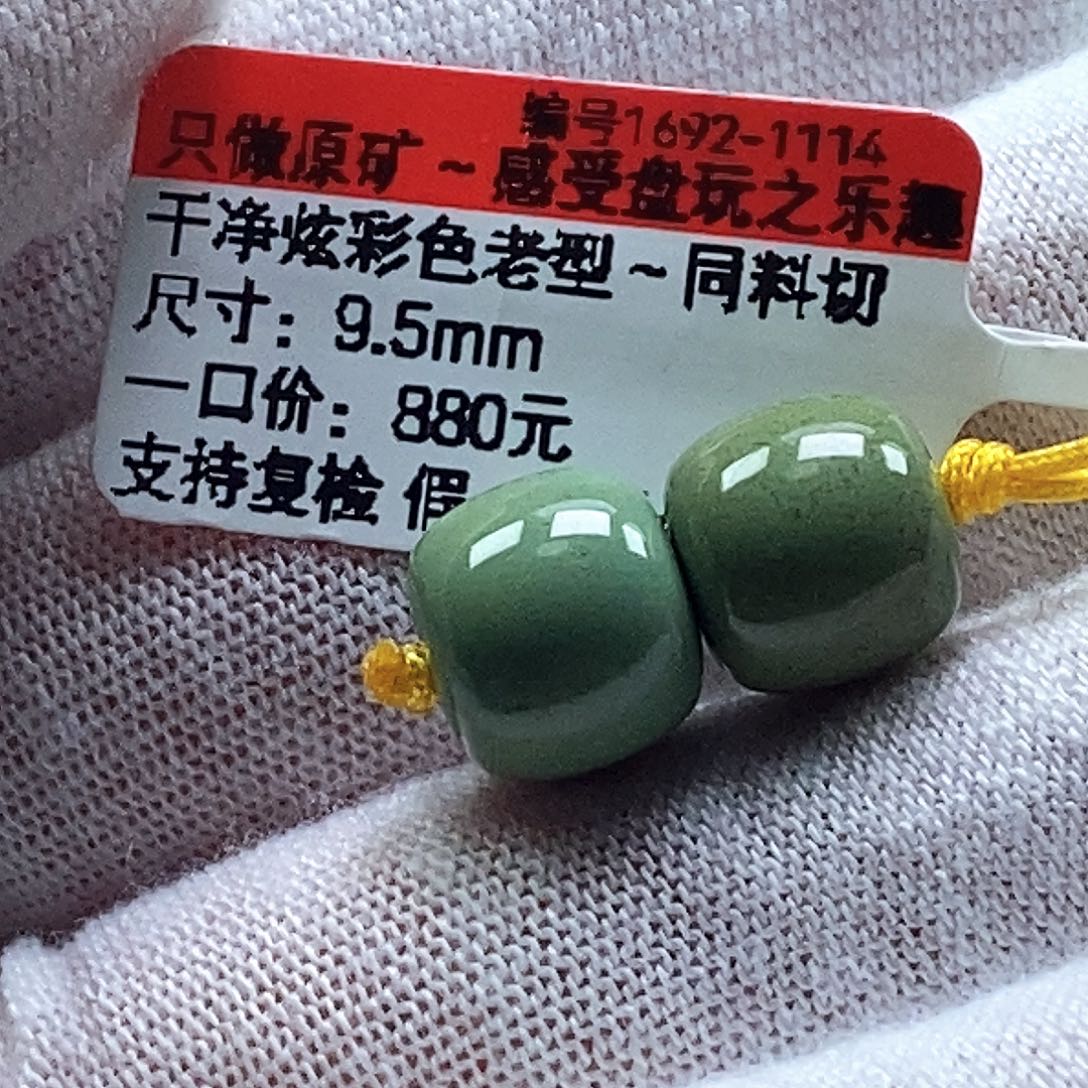 编号1692-1114
只做原矿~感受盘玩之乐趣
干净炫彩色老型~同料切
尺寸：9.5mm
一口价：880元
支持复检 假